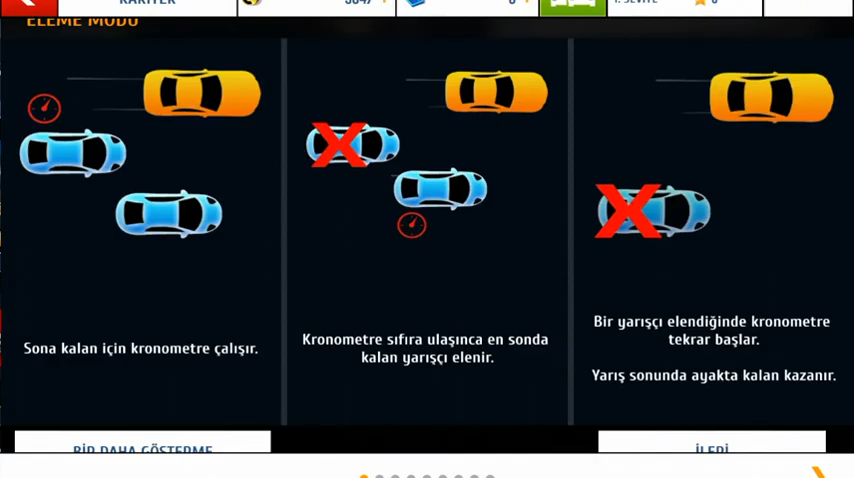 KARİYER
ELEME MODU
Sona kalan için kronometre çalışır.
Kronometre sıfıra ulaşınca en sonda
kalan yarışçı elenir.
Bir yarışçı elendiğinde kronometre
tekrar başlar.
Yarış sonunda ayakta kalan kazanır.
BİR DAHA GÖSTERME
İLERİ